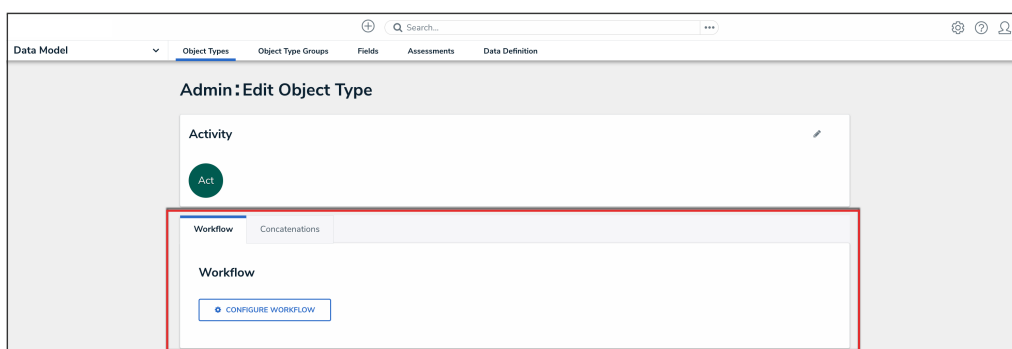 Search...
Data Model Object Types Object Type Groups Fields Assessments Data Definition
Admin:Edit Object Type
Activity
Act
Workflow Concatenations
Workflow
CONFIGURE WORKFLOW